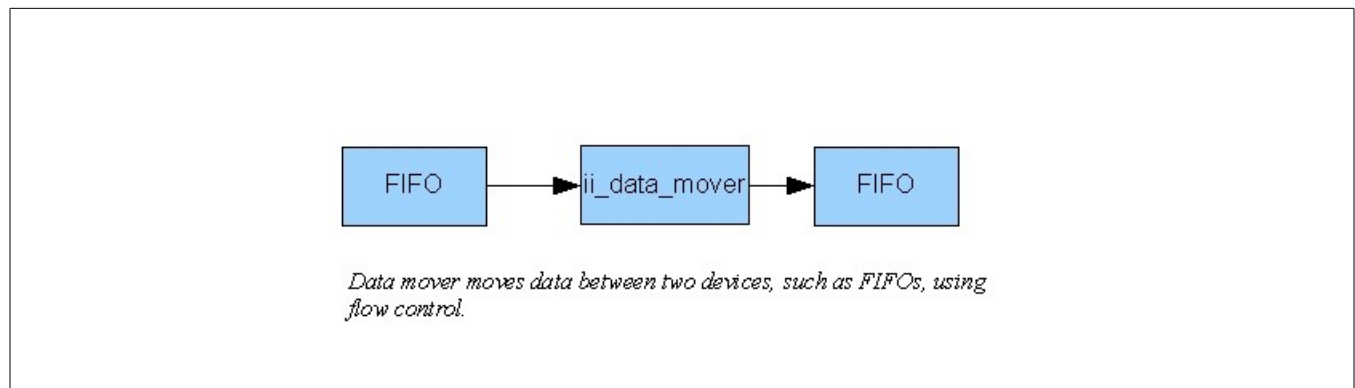 FIFO
ii_data_mover
FIFO
Data mover moves data between two devices, such as FIFOs, using
flow control.